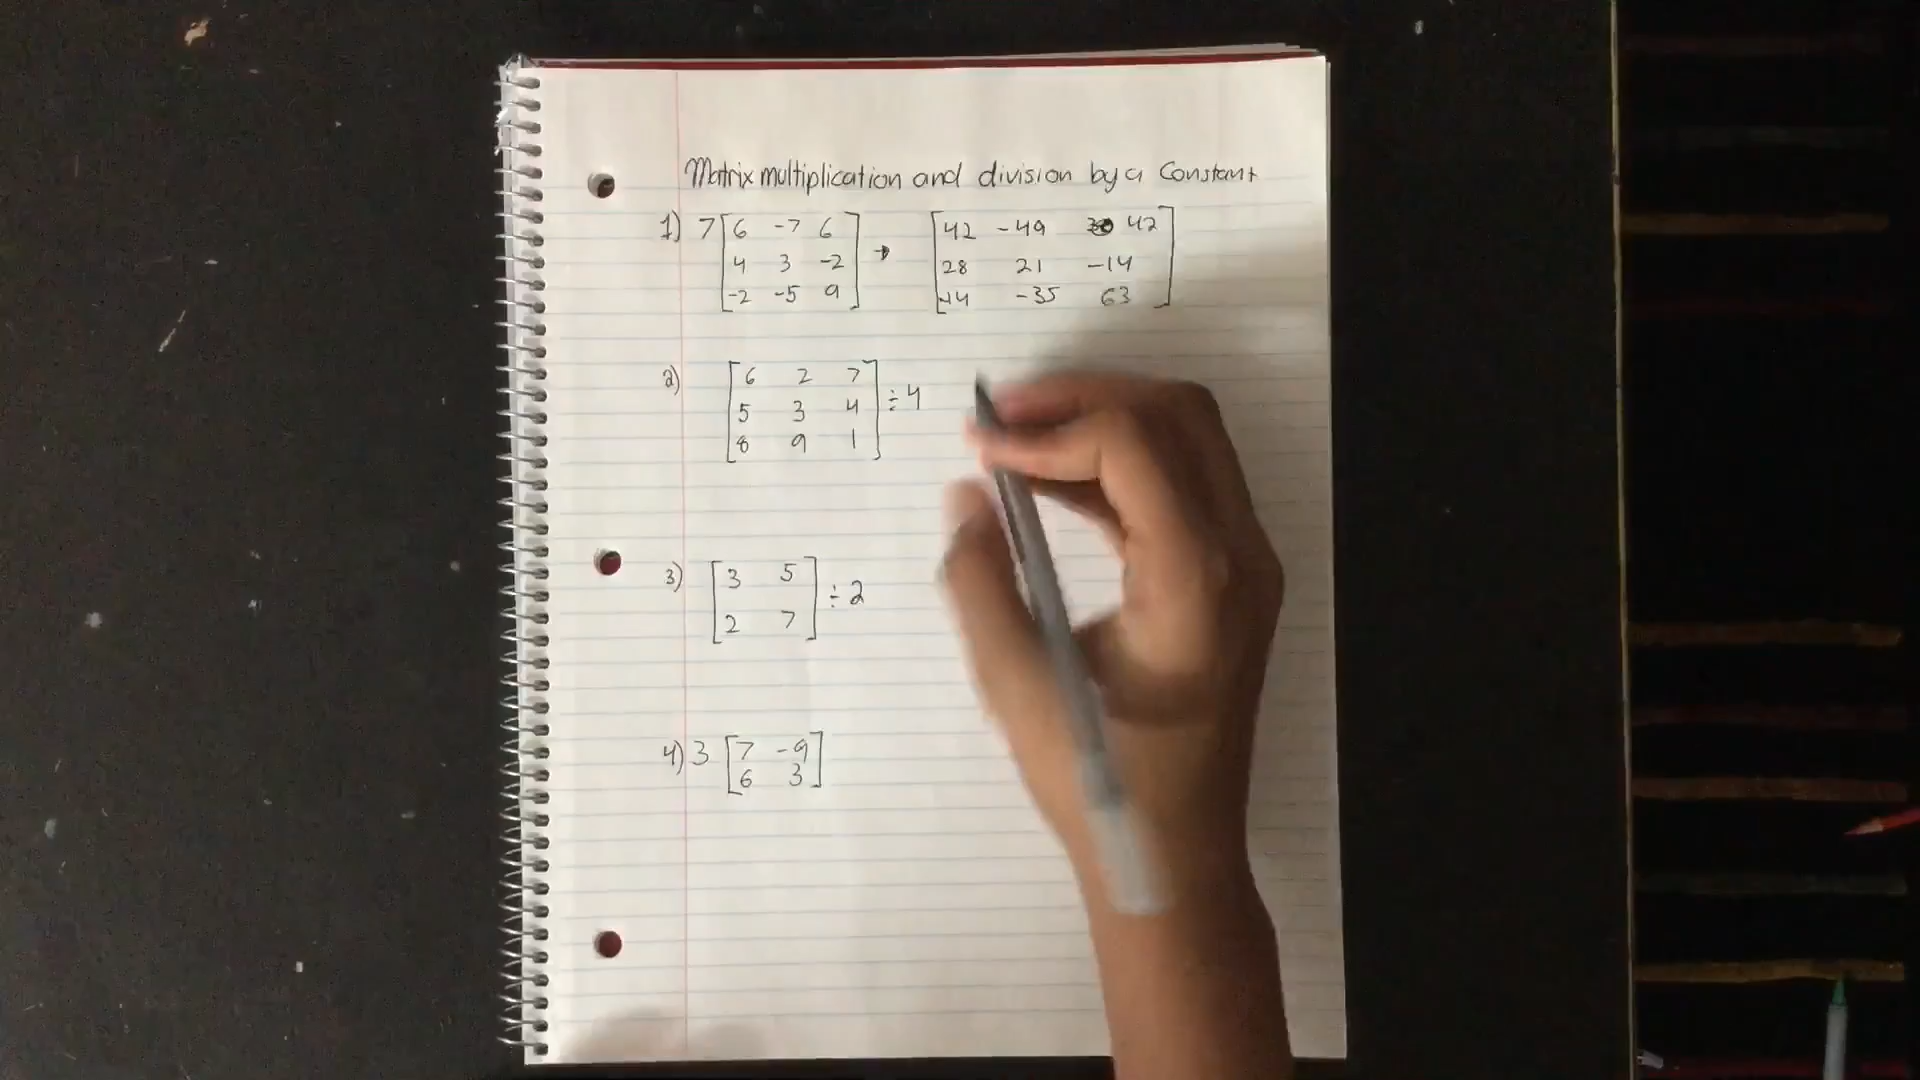 Matrix multiplication and division by a Constant
1) 7 [6 -7 6 → [42 -49 42
4 3 -2 28 21 -14
-2 -5 9] -14 -35 63]
2) [6 2 7
5 3 4 ÷ 4
8 9 1]
3) [3 5
÷ 2
2 7]
4) 3 [7 -9
6 3]